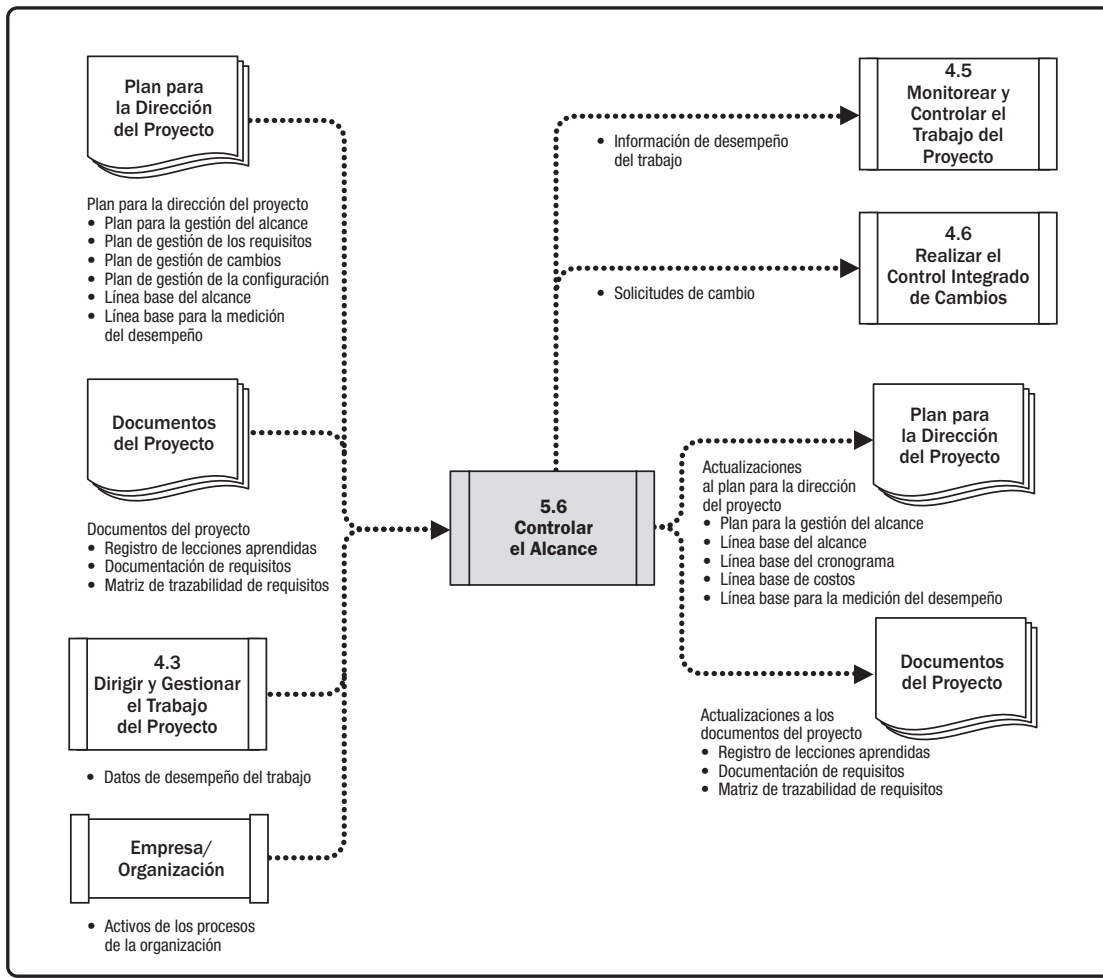 Plan para
la Dirección
del Proyecto
Plan para la dirección del proyecto
• Plan para la gestión del alcance
• Plan de gestión de los requisitos
• Plan de gestión de cambios
• Plan de gestión de la configuración
• Línea base del alcance
• Línea base para la medición
del desempeño
Documentos
del Proyecto
Documentos del proyecto
• Registro de lecciones aprendidas
• Documentación de requisitos
• Matriz de trazabilidad de requisitos
4.3
Dirigir y Gestionar
el Trabajo
del Proyecto
• Datos de desempeño del trabajo
Empresa/
Organización
• Activos de los procesos
de la organización
5.6
Controlar
el Alcance
4.5
Monitorear y
Controlar el
Trabajo del
Proyecto
• Información de desempeño
del trabajo
4.6
Realizar el
Control Integrado
de Cambios
• Solicitudes de cambio
Plan para
la Dirección
del Proyecto
Actualizaciones
al plan para la dirección
del proyecto
• Plan para la gestión del alcance
• Línea base del alcance
• Línea base del cronograma
• Línea base de costos
• Línea base para la medición del desempeño
Documentos
del Proyecto
Actualizaciones a los
documentos del proyecto
• Registro de lecciones aprendidas
• Documentación de requisitos
• Matriz de trazabilidad de requisitos